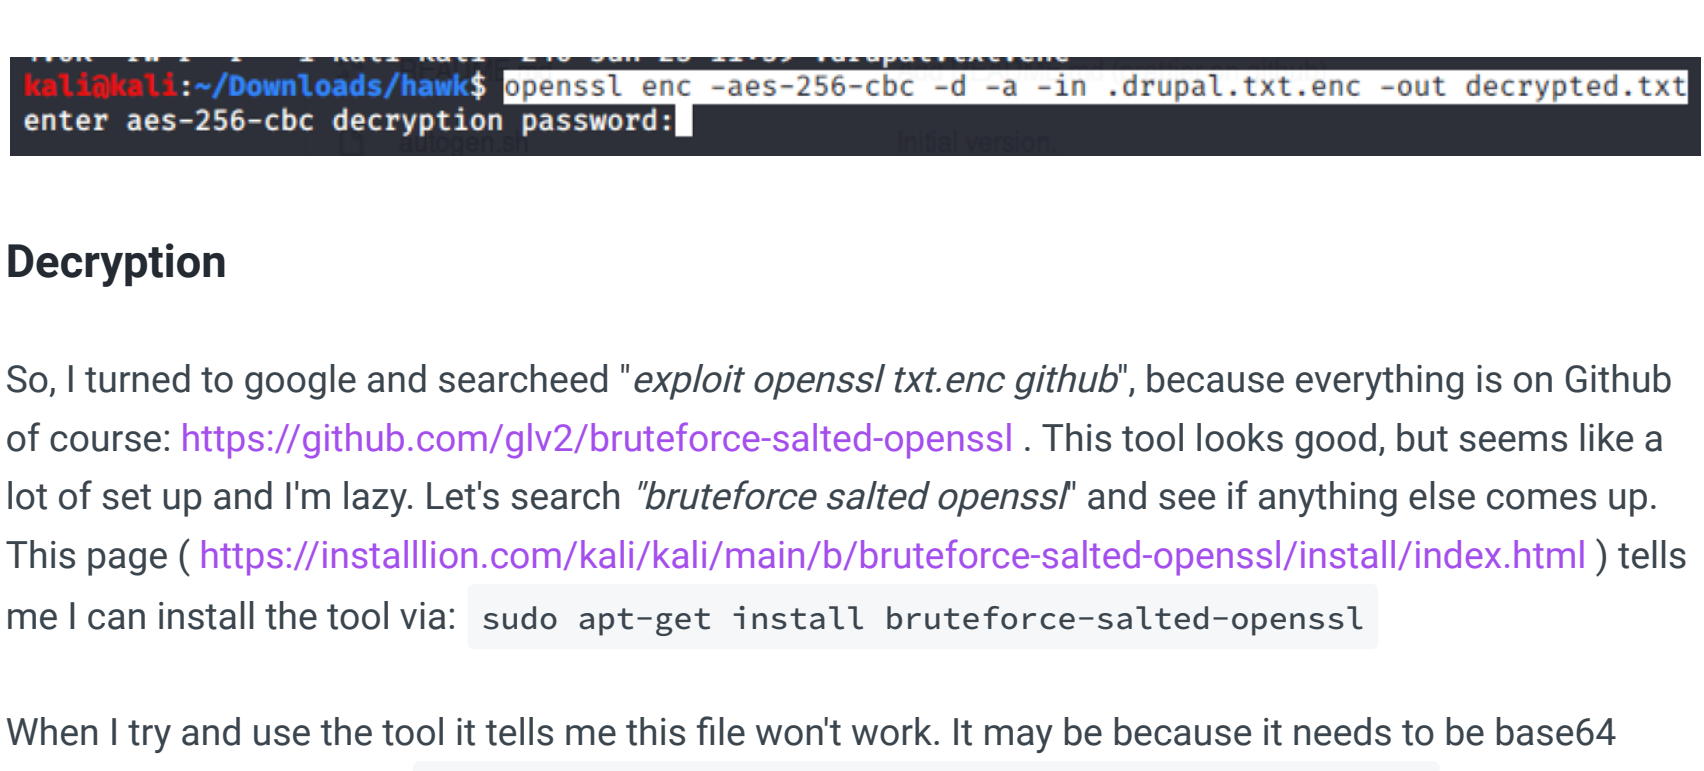 kali@kali:~/Downloads/hawk$ openssl enc -aes-256-cbc -d -a -in .drupal.txt.enc -out decrypted.txt
enter aes-256-cbc decryption password:
autogen.sh Initial version.
Decryption
So, I turned to google and searcheed "exploit openssl txt.enc github", because everything is on Github
of course: https://github.com/glv2/bruteforce-salted-openssl . This tool looks good, but seems like a
lot of set up and I'm lazy. Let's search "bruteforce salted openssl" and see if anything else comes up.
This page ( https://installlion.com/kali/kali/main/b/bruteforce-salted-openssl/install/index.html ) tells
me I can install the tool via: sudo apt-get install bruteforce-salted-openssl
When I try and use the tool it tells me this file won't work. It may be because it needs to be base64